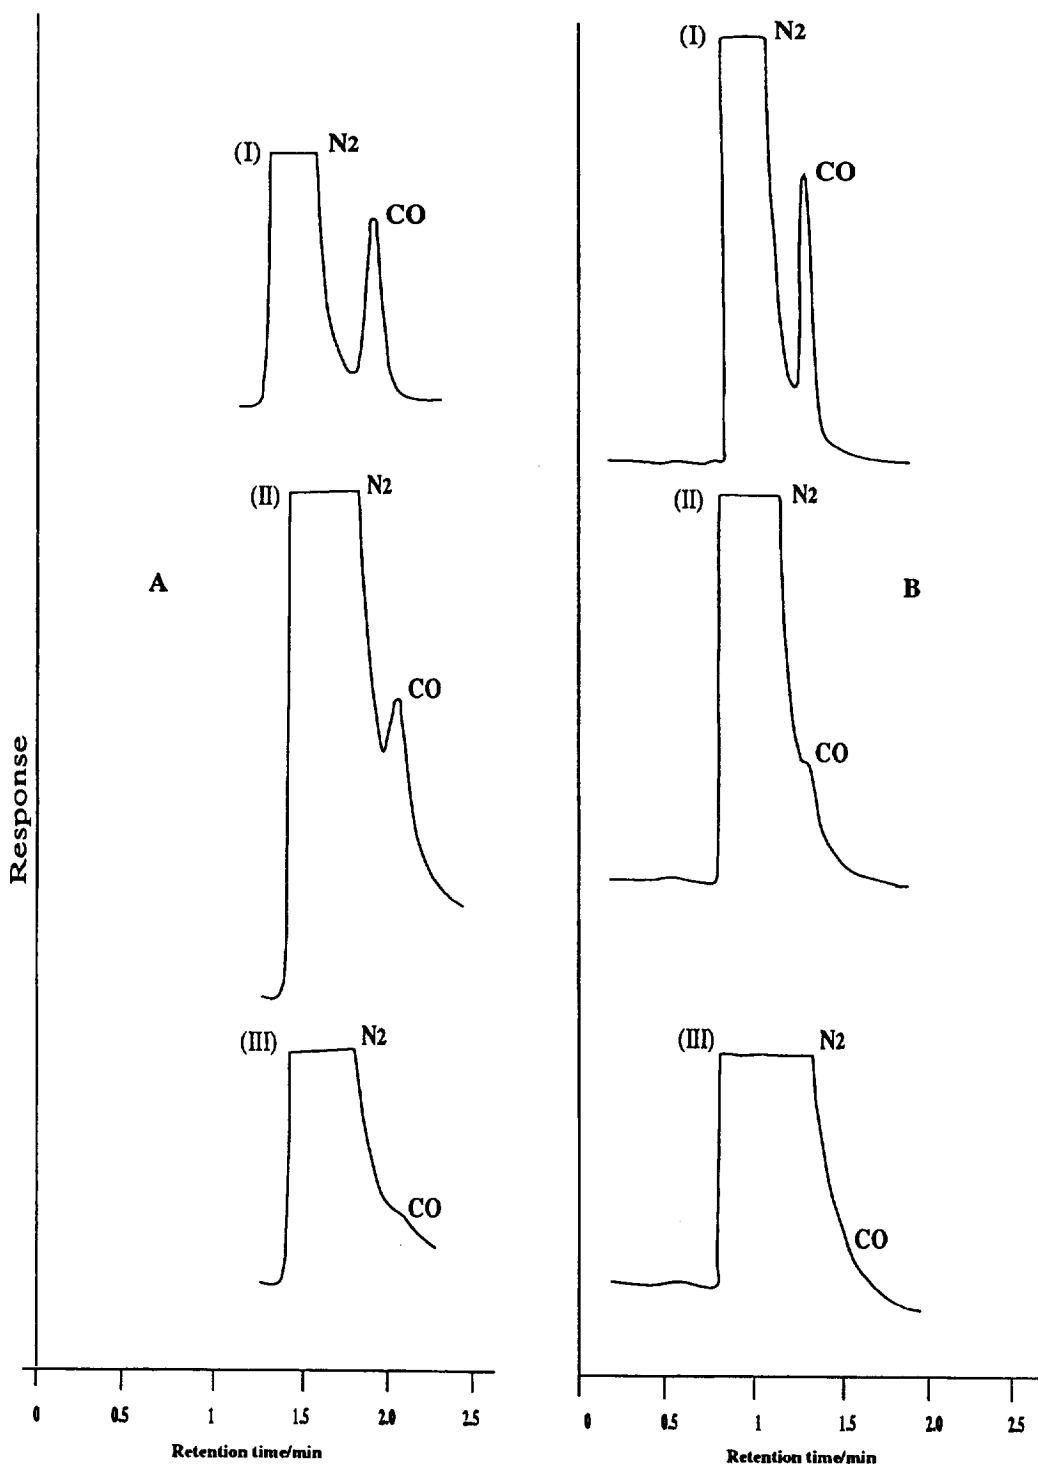 (I) N2
CO
(II) N2
A
CO
(III) N2
CO
Response
0 0.5 1 1.5 2.0 2.5
Retention time/min
(I) N2
CO
(II) N2
B
CO
(III) N2
CO
0 0.5 1 1.5 2.0 2.5
Retention time/min